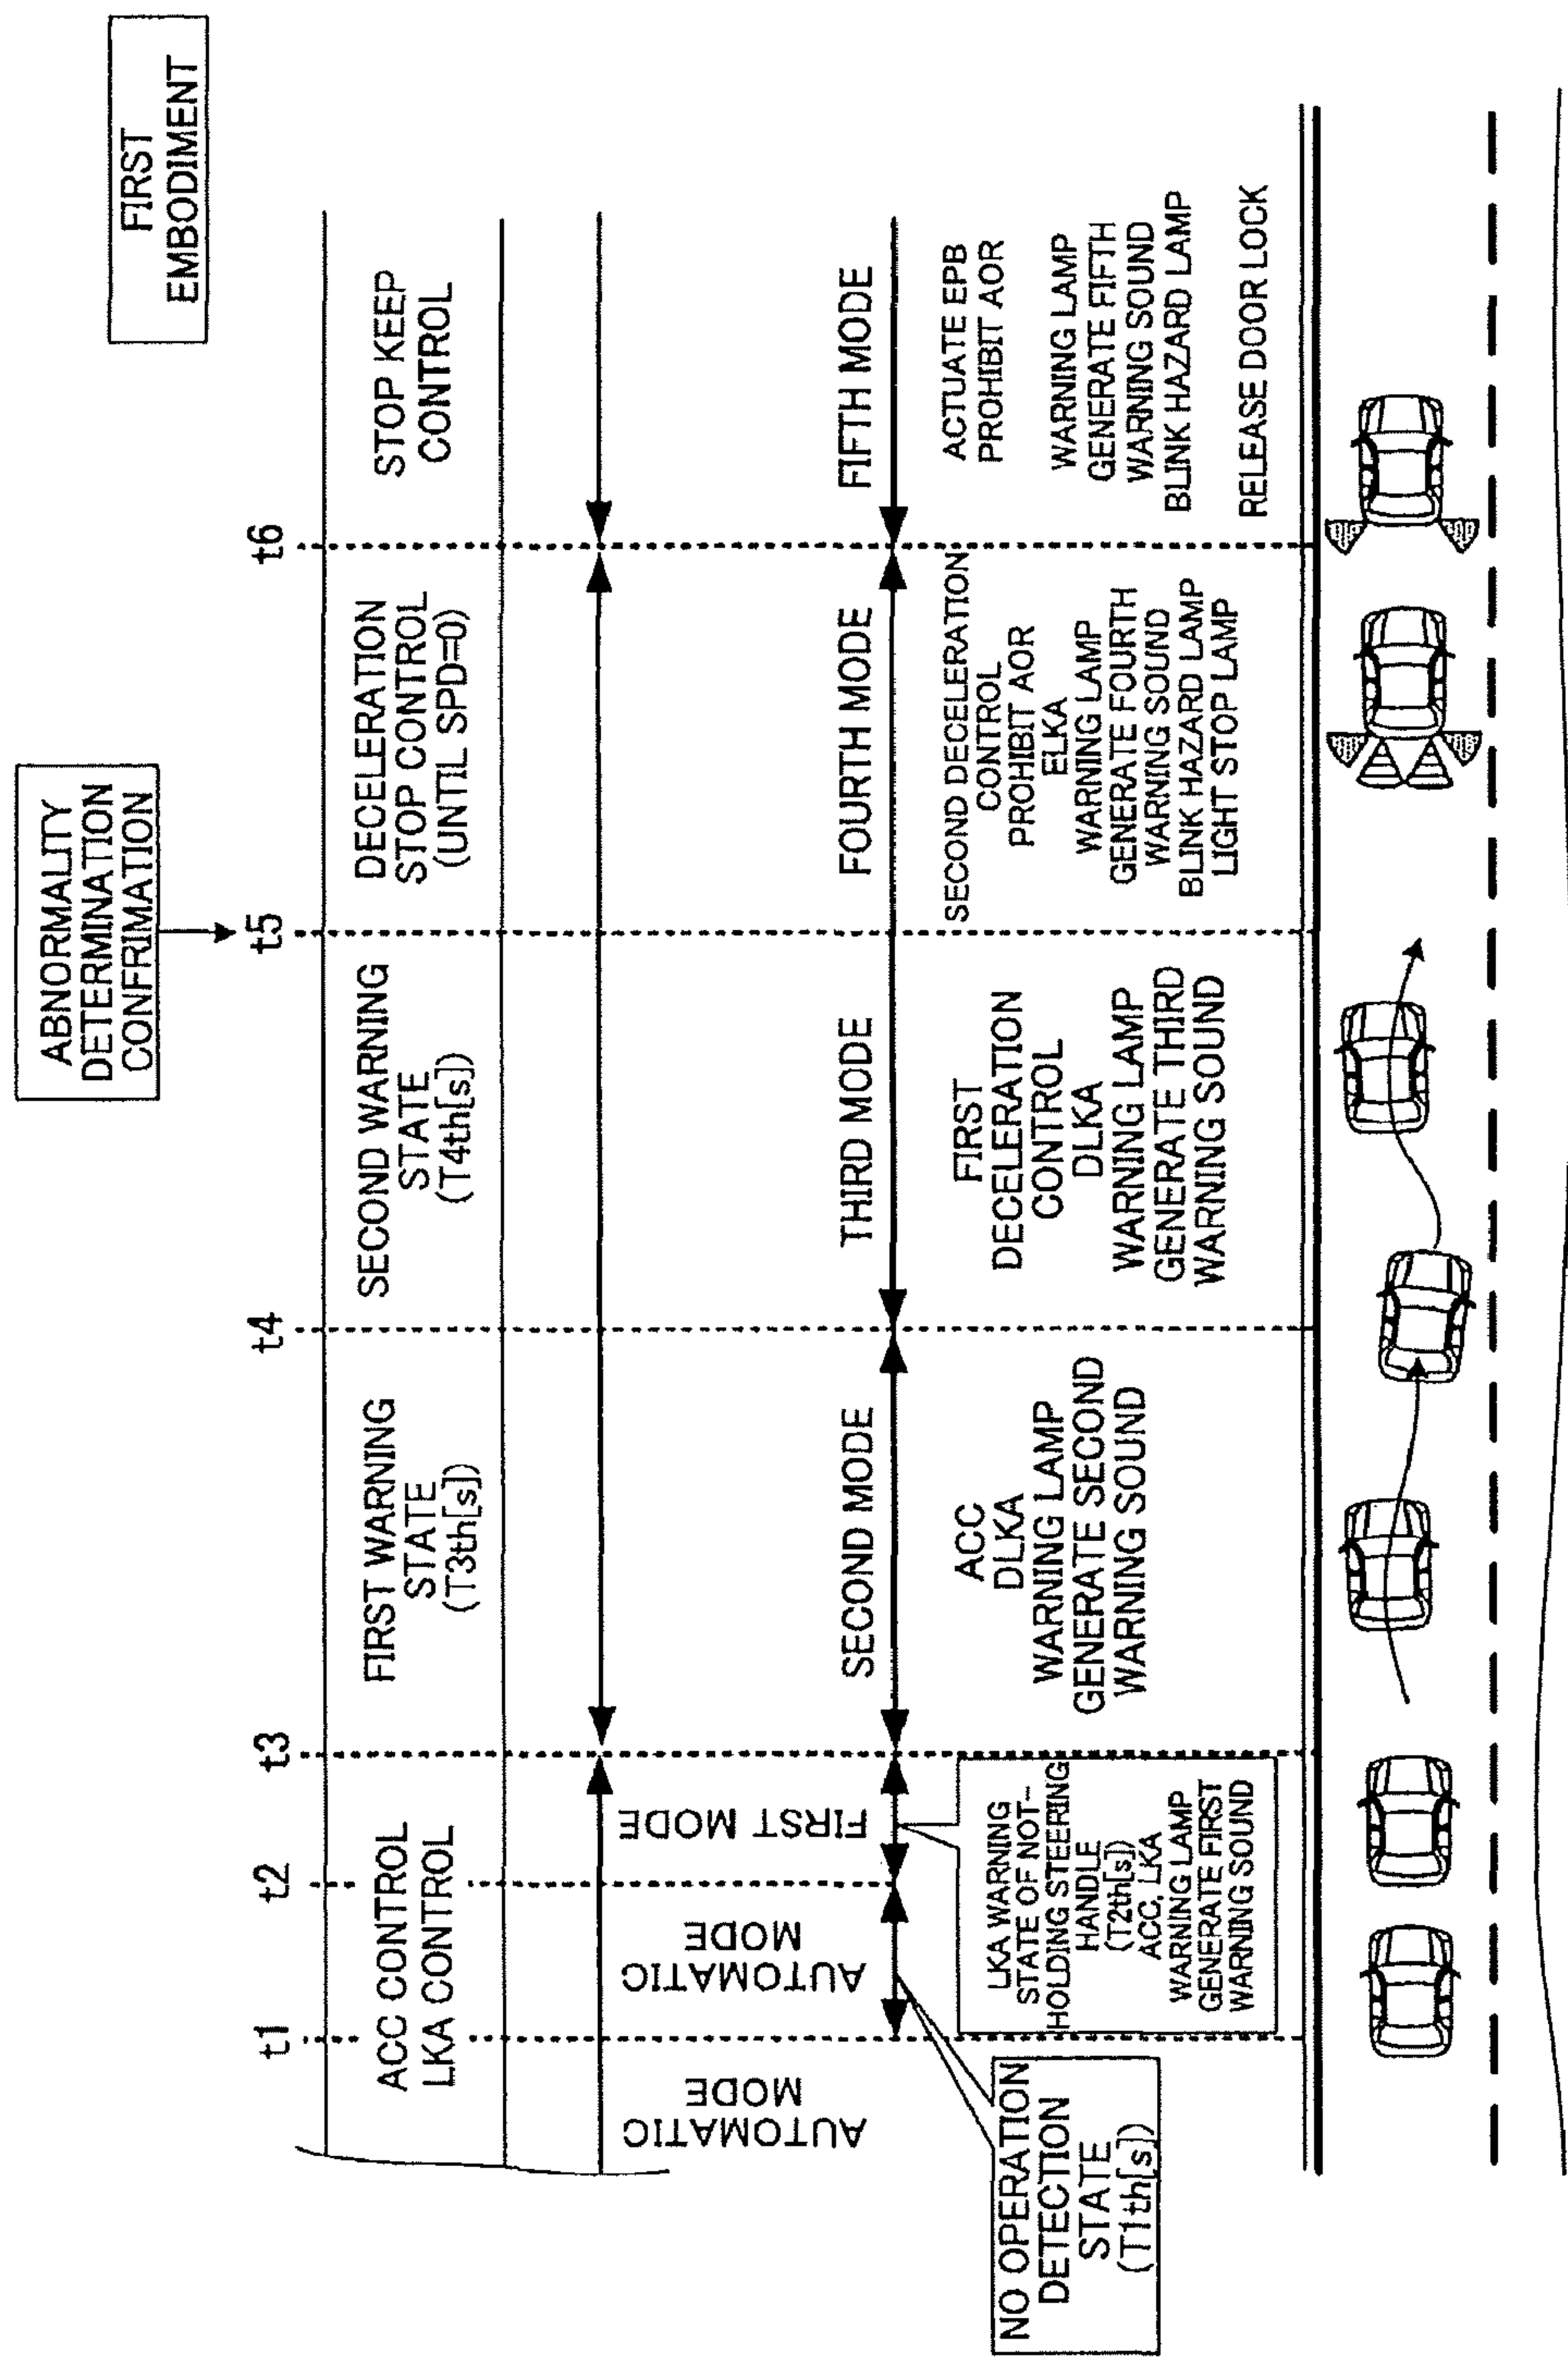 FIRST
EMBODIMENT
ABNORMALITY
DETERMINATION
CONFRIMATION
t1
t2
t3
t4
t5
t6
ACC CONTROL
LKA CONTROL
FIRST WARNING
STATE
(T3th[s])
SECOND WARNING
STATE
(T4th[s])
DECELERATION
STOP CONTROL
(UNTIL SPD=0)
STOP KEEP
CONTROL
AUTOMATIC
MODE
AUTOMATIC
MODE
FIRST MODE
SECOND MODE
THIRD MODE
FOURTH MODE
FIFTH MODE
NO OPERATION
DETECTION
STATE
(T1th[s])
LKA WARNING
STATE OF NOT-
HOLDING STEERING
HANDLE
(T2th[s])
ACC, LKA
WARNING LAMP
GENERATE FIRST
WARNING SOUND
ACC
DLKA
WARNING LAMP
GENERATE SECOND
WARNING SOUND
FIRST
DECELERATION
CONTROL
DLKA
WARNING LAMP
GENERATE THIRD
WARNING SOUND
SECOND DECELERATION
CONTROL
PROHIBIT AOR
ELKA
WARNING LAMP
GENERATE FOURTH
WARNING SOUND
BLINK HAZARD LAMP
LIGHT STOP LAMP
ACTUATE EPB
PROHIBIT AOR
WARNING LAMP
GENERATE FIFTH
WARNING SOUND
BLINK HAZARD LAMP
RELEASE DOOR LOCK